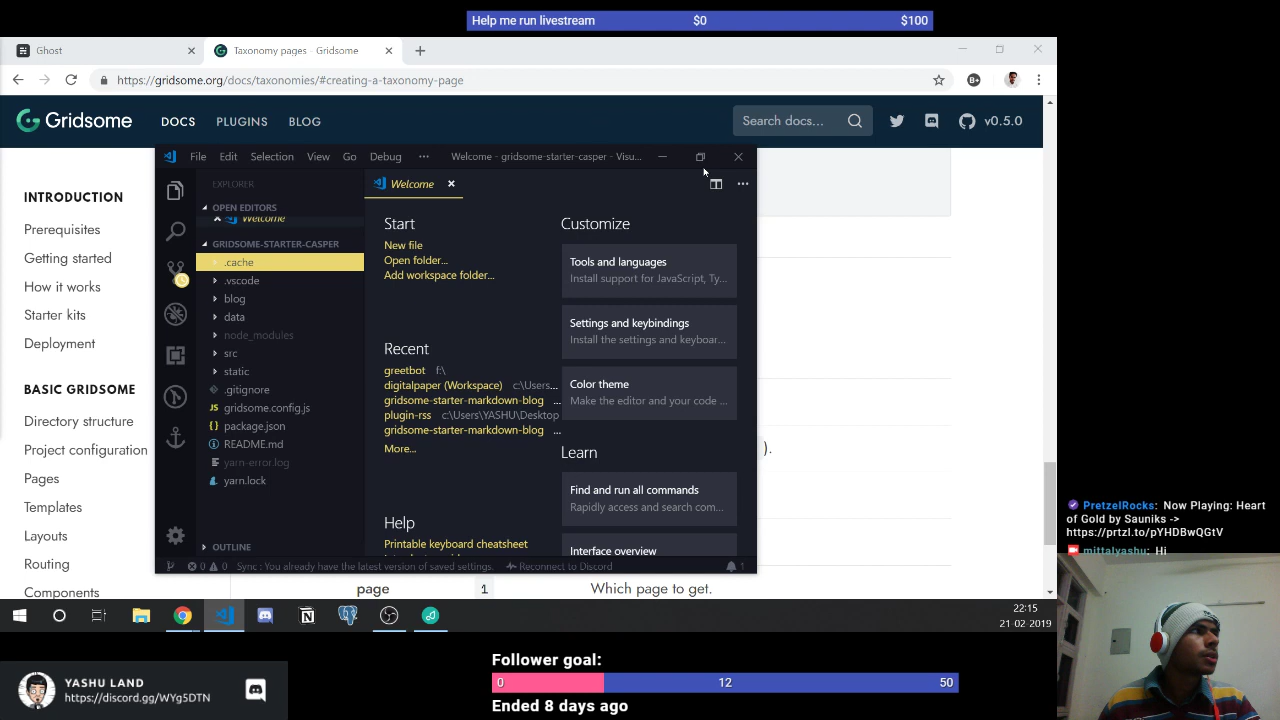 Help me run livestream $0 $100
Ghost
Taxonomy pages - Gridsome
https://gridsome.org/docs/taxonomies/#creating-a-taxonomy-page
B+
Gridsome DOCS PLUGINS BLOG Search docs... v0.5.0
INTRODUCTION
Prerequisites
Getting started
How it works
Starter kits
Deployment
BASIC GRIDSOME
Directory structure
Project configuration
Pages
Templates
Layouts
Routing
Components
File Edit Selection View Go Debug ··· Welcome - gridsome-starter-casper - Visu...
EXPLORER
OPEN EDITORS
Welcome
GRIDSOME-STARTER-CASPER
.cache
.vscode
blog
data
node_modules
src
static
.gitignore
JS gridsome.config.js
{ } package.json
README.md
yarn-error.log
yarn.lock
OUTLINE
Welcome
Start
New file
Open folder...
Add workspace folder...
Recent
greetbot f:\
digitalpaper (Workspace) c:\Users...
gridsome-starter-markdown-blog ...
plugin-rss c:\Users\YASHU\Desktop
gridsome-starter-markdown-blog ...
More...
Help
Printable keyboard cheatsheet
Customize
Tools and languages
Install support for JavaScript, Ty...
Settings and keybindings
Install the settings and keyboar...
Color theme
Make the editor and your code ...
Learn
Find and run all commands
Rapidly access and search com...
Interface overview
0 0 Sync : You already have the latest version of saved settings. Reconnect to Discord 1
).
page 1 Which page to get.
22:15
21-02-2019
PretzelRocks: Now Playing: Heart
of Gold by Sauniks ->
https://prtzl.to/pYHDBwQGtV
mittalyashu: Hi
YASHU LAND
https://discord.gg/WYg5DTN
Follower goal:
0 12 50
Ended 8 days ago